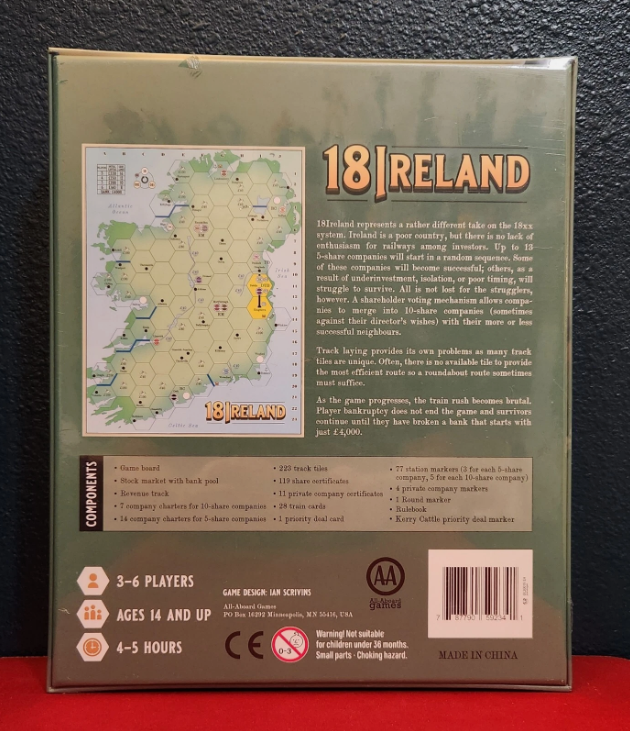 18IRELAND
18Ireland represents a rather different take on the 18xx
system. Ireland is a poor country, but there is no lack of
enthusiasm for railways among investors. Up to 13
5-share companies will start in a random sequence. Some
of these companies will become successful; others, as a
result of underinvestment, isolation, or poor timing, will
struggle to survive. All is not lost for the strugglers,
however. A shareholder voting mechanism allows compa-
nies to merge into 10-share companies (sometimes
against their director's wishes) with their more or less
successful neighbours.
Track laying provides its own problems as many track
tiles are unique. Often, there is no available tile to provide
the most efficient route so a roundabout route sometimes
must suffice.
As the game progresses, the train rush becomes brutal.
Player bankruptcy does not end the game and survivors
continue until they have broken a bank that starts with
just £4,000.
Atlantic
Ocean
Irish
Sea
18IRELAND
Celtic Sea
COMPONENTS
• Game board
• Stock market with bank pool
• Revenue track
• 7 company charters for 10-share companies
• 14 company charters for 5-share companies
• 223 track tiles
• 119 share certificates
• 11 private company certificates
• 28 train cards
• 1 priority deal card
• 77 station markers (3 for each 5-share
company, 5 for each 10-share company)
• 4 private company markers
• 1 Round marker
• Rulebook
• Kerry Cattle priority deal marker
3–6 PLAYERS
AGES 14 AND UP
4–5 HOURS
GAME DESIGN: IAN SCRIVINS
All-Aboard Games
PO Box 16292 Minneapolis, MN 55416, USA
CE
0-3
Warning! Not suitable
for children under 36 months.
Small parts - Choking hazard.
AA
All-Aboard
games
MADE IN CHINA